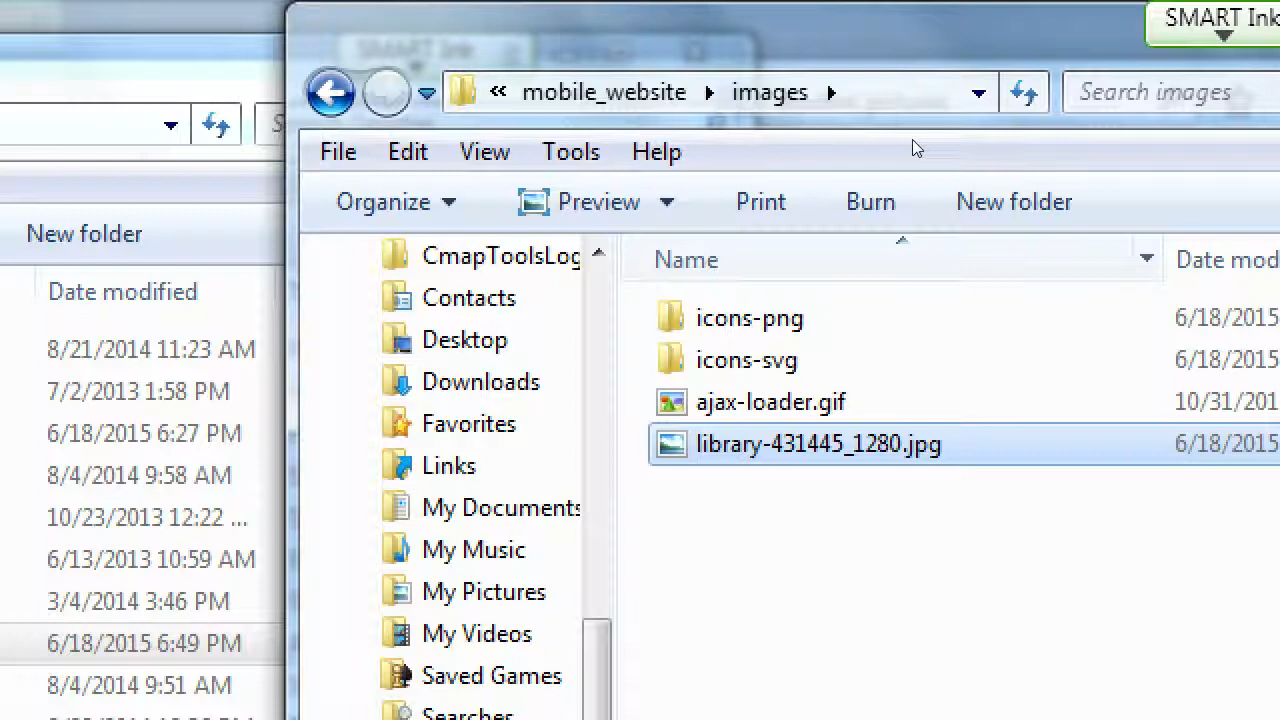 SMART Ink
mobile_website
images
Search images
File
Edit
View
Tools
Help
Organize
Preview
Print
Burn
New folder
New folder
Date modified
8/21/2014 11:23 AM
7/2/2013 1:58 PM
6/18/2015 6:27 PM
8/4/2014 9:58 AM
10/23/2013 12:22 ...
6/13/2013 10:59 AM
3/4/2014 3:46 PM
6/18/2015 6:49 PM
8/4/2014 9:51 AM
CmapToolsLog
Contacts
Desktop
Downloads
Favorites
Links
My Documents
My Music
My Pictures
My Videos
Saved Games
Searches
Name
Date mod
icons-png
6/18/2015
icons-svg
6/18/2015
ajax-loader.gif
10/31/201
library-431445_1280.jpg
6/18/2015